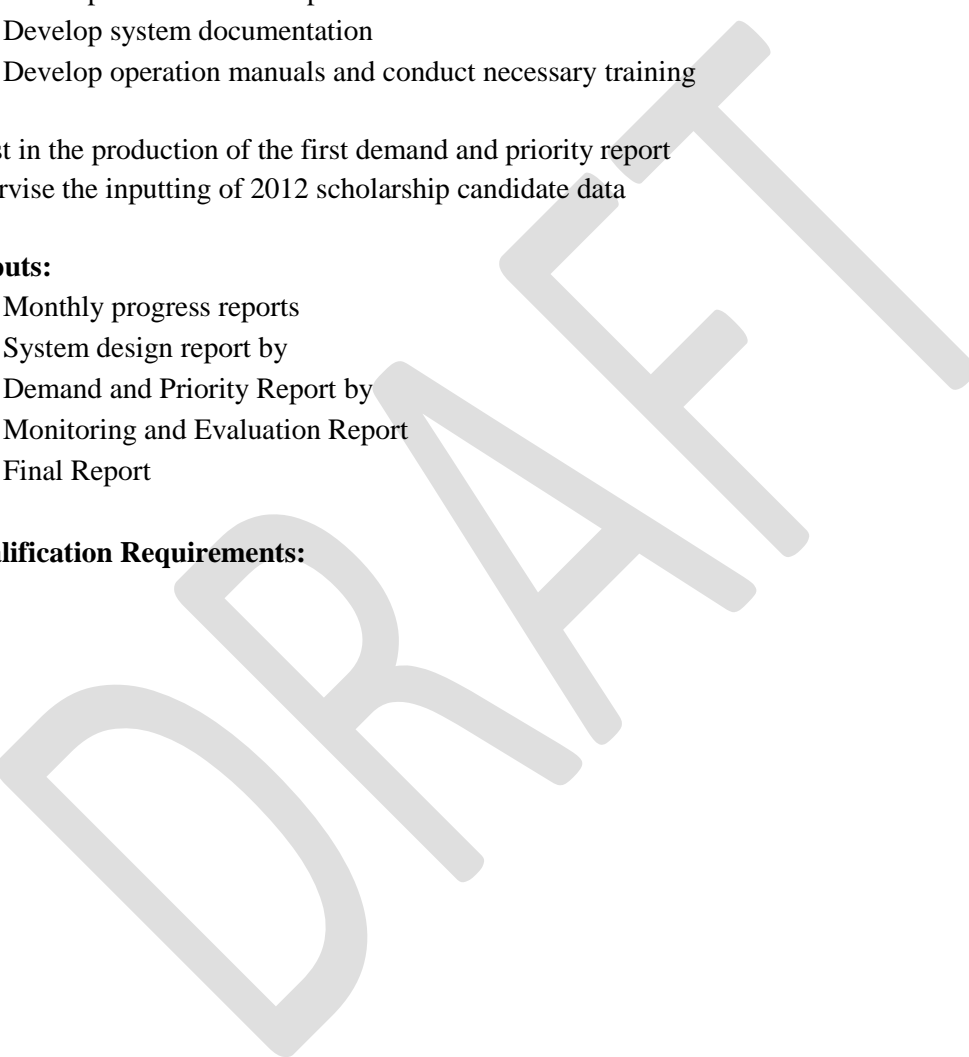 Develop system documentation
Develop operation manuals and conduct necessary training
st in the production of the first demand and priority report
rvise the inputting of 2012 scholarship candidate data
puts:
Monthly progress reports
System design report by
Demand and Priority Report by
Monitoring and Evaluation Report
Final Report
lification Requirements:
DRAFT